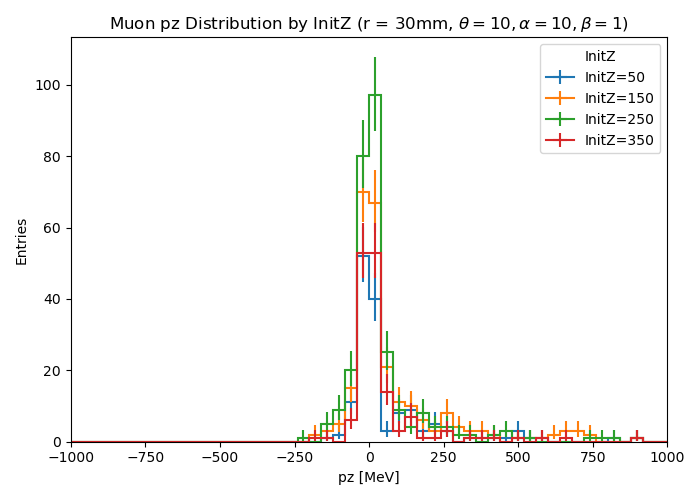 Muon pz Distribution by InitZ (r = 30mm, θ = 10, α = 10, β = 1)
InitZ
InitZ=50
InitZ=150
InitZ=250
InitZ=350
Entries
100
80
60
40
20
0
−1000 −750 −500 −250 0 250 500 750 1000
pz [MeV]